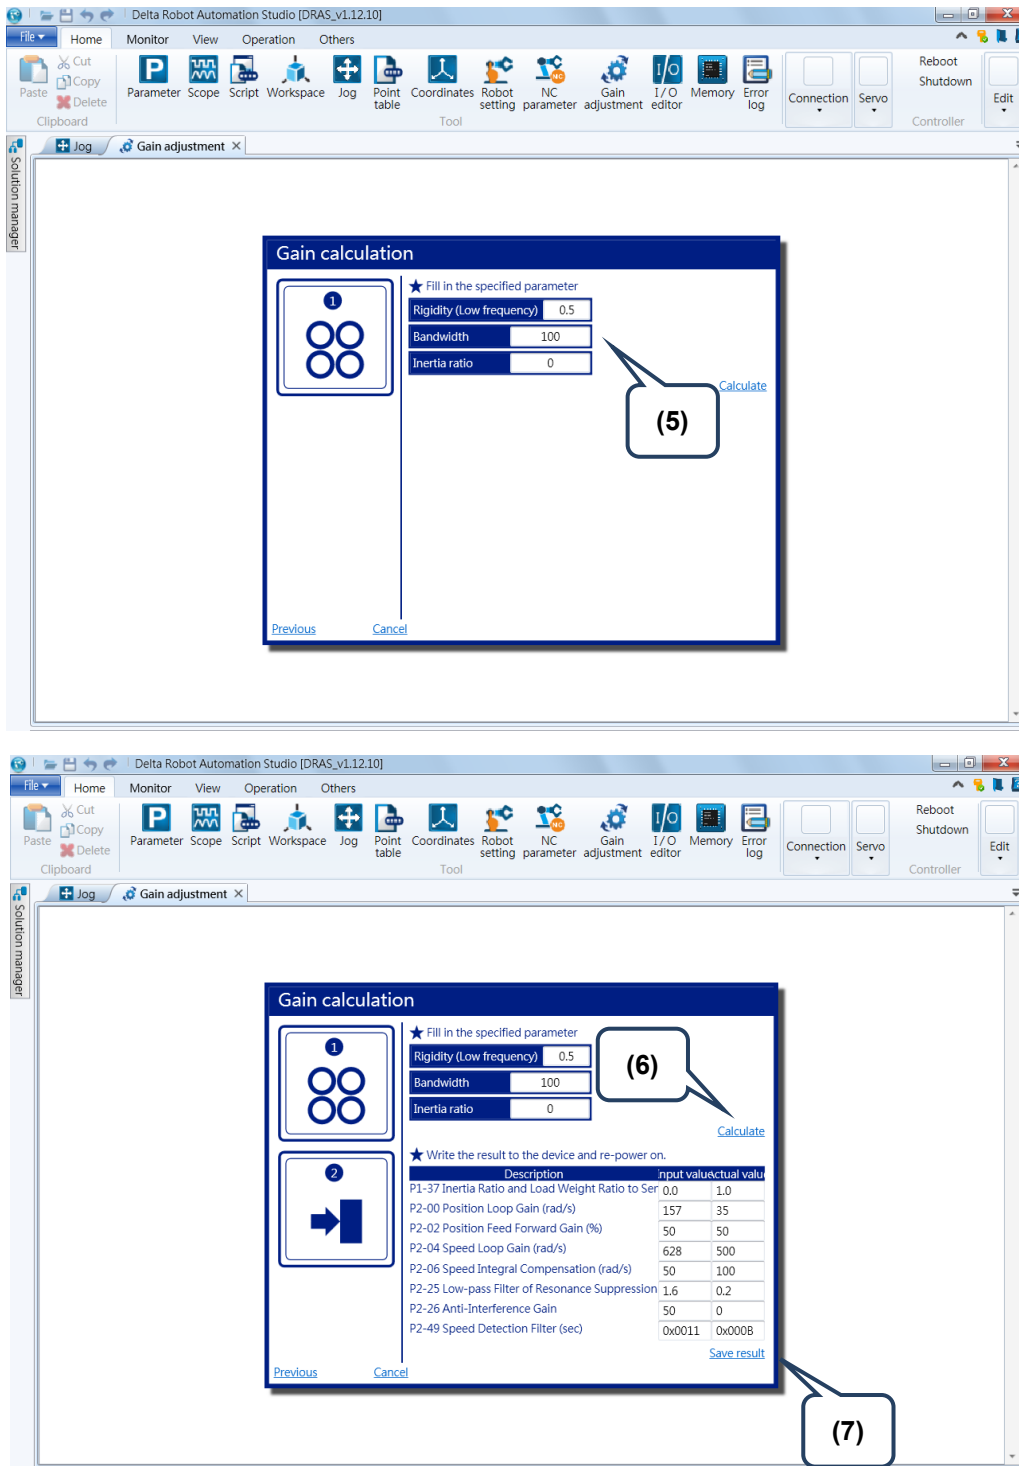 Delta Robot Automation Studio [DRAS_v1.12.10]
File Home Monitor View Operation Others
Paste Cut Copy Delete
Parameter Scope Script Workspace Jog Point table Coordinates Robot setting NC parameter Gain adjustment I/O editor Memory Error log Connection Servo Reboot Shutdown Edit
Clipboard Tool Controller
Jog Gain adjustment
Solution manager
Gain calculation
1
Fill in the specified parameter
Rigidity (Low frequency) 0.5
Bandwidth 100
Inertia ratio 0
Calculate
(5)
Previous Cancel
Delta Robot Automation Studio [DRAS_v1.12.10]
File Home Monitor View Operation Others
Paste Cut Copy Delete
Parameter Scope Script Workspace Jog Point table Coordinates Robot setting NC parameter Gain adjustment I/O editor Memory Error log Connection Servo Reboot Shutdown Edit
Clipboard Tool Controller
Jog Gain adjustment
Solution manager
Gain calculation
1
Fill in the specified parameter
Rigidity (Low frequency) 0.5
Bandwidth 100
Inertia ratio 0
(6)
Calculate
2
Write the result to the device and re-power on.
Description
P1-37 Inertia Ratio and Load Weight Ratio to Ser 0.0 1.0
P2-00 Position Loop Gain (rad/s) 157 35
P2-02 Position Feed Forward Gain (%) 50 50
P2-04 Speed Loop Gain (rad/s) 628 500
P2-06 Speed Integral Compensation (rad/s) 50 100
P2-25 Low-pass Filter of Resonance Suppression 1.6 0.2
P2-26 Anti-Interference Gain 50 0
P2-49 Speed Detection Filter (sec) 0x0011 0x000B
Save result
Previous Cancel
(7)